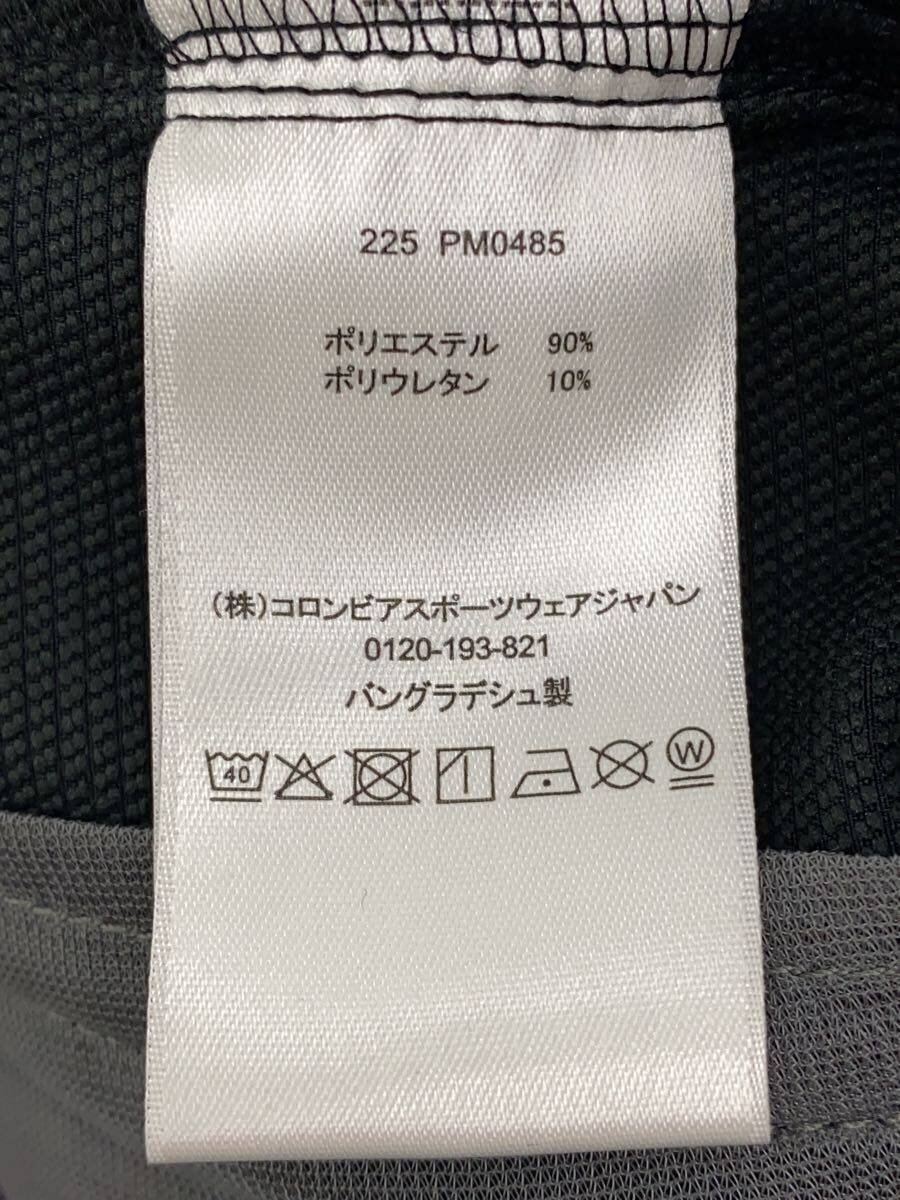 225 PM0485
ポリエステル 90%
ポリウレタン 10%
(株)コロンビアスポーツウェアジャパン
0120-193-821
バングラデシュ製
40 W